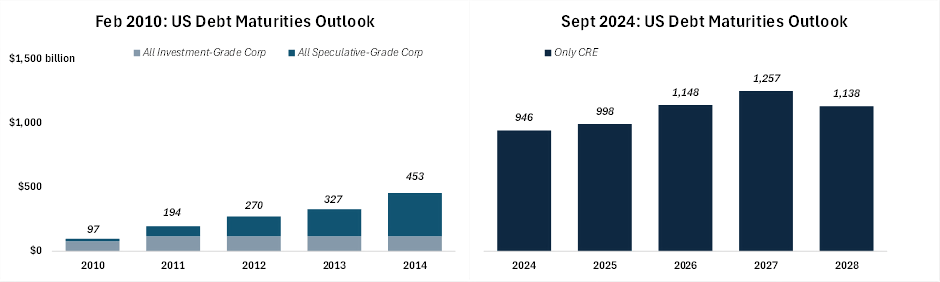 Feb 2010: US Debt Maturities Outlook
All Investment-Grade Corp All Speculative-Grade Corp
$1,500 billion
$1,000
$500
$0
97
194
270
327
453
2010 2011 2012 2013 2014
Sept 2024: US Debt Maturities Outlook
Only CRE
946
998
1,148
1,257
1,138
2024 2025 2026 2027 2028